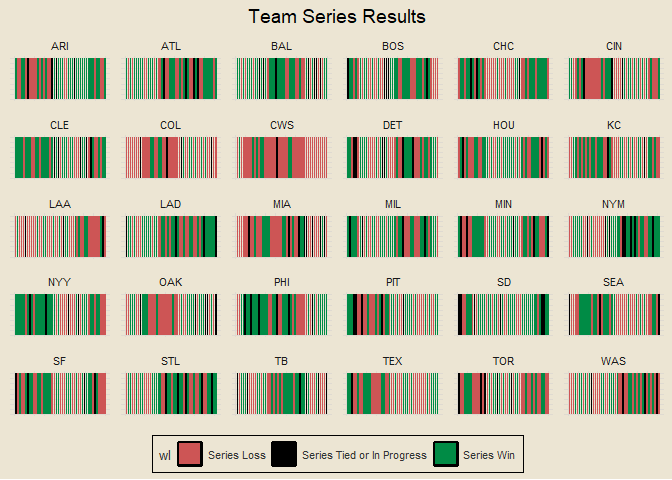 Team Series Results
ARI ATL BAL BOS CHC CIN
CLE COL CWS DET HOU KC
LAA LAD MIA MIL MIN NYM
NYY OAK PHI PIT SD SEA
SF STL TB TEX TOR WAS
wl Series Loss Series Tied or In Progress Series Win